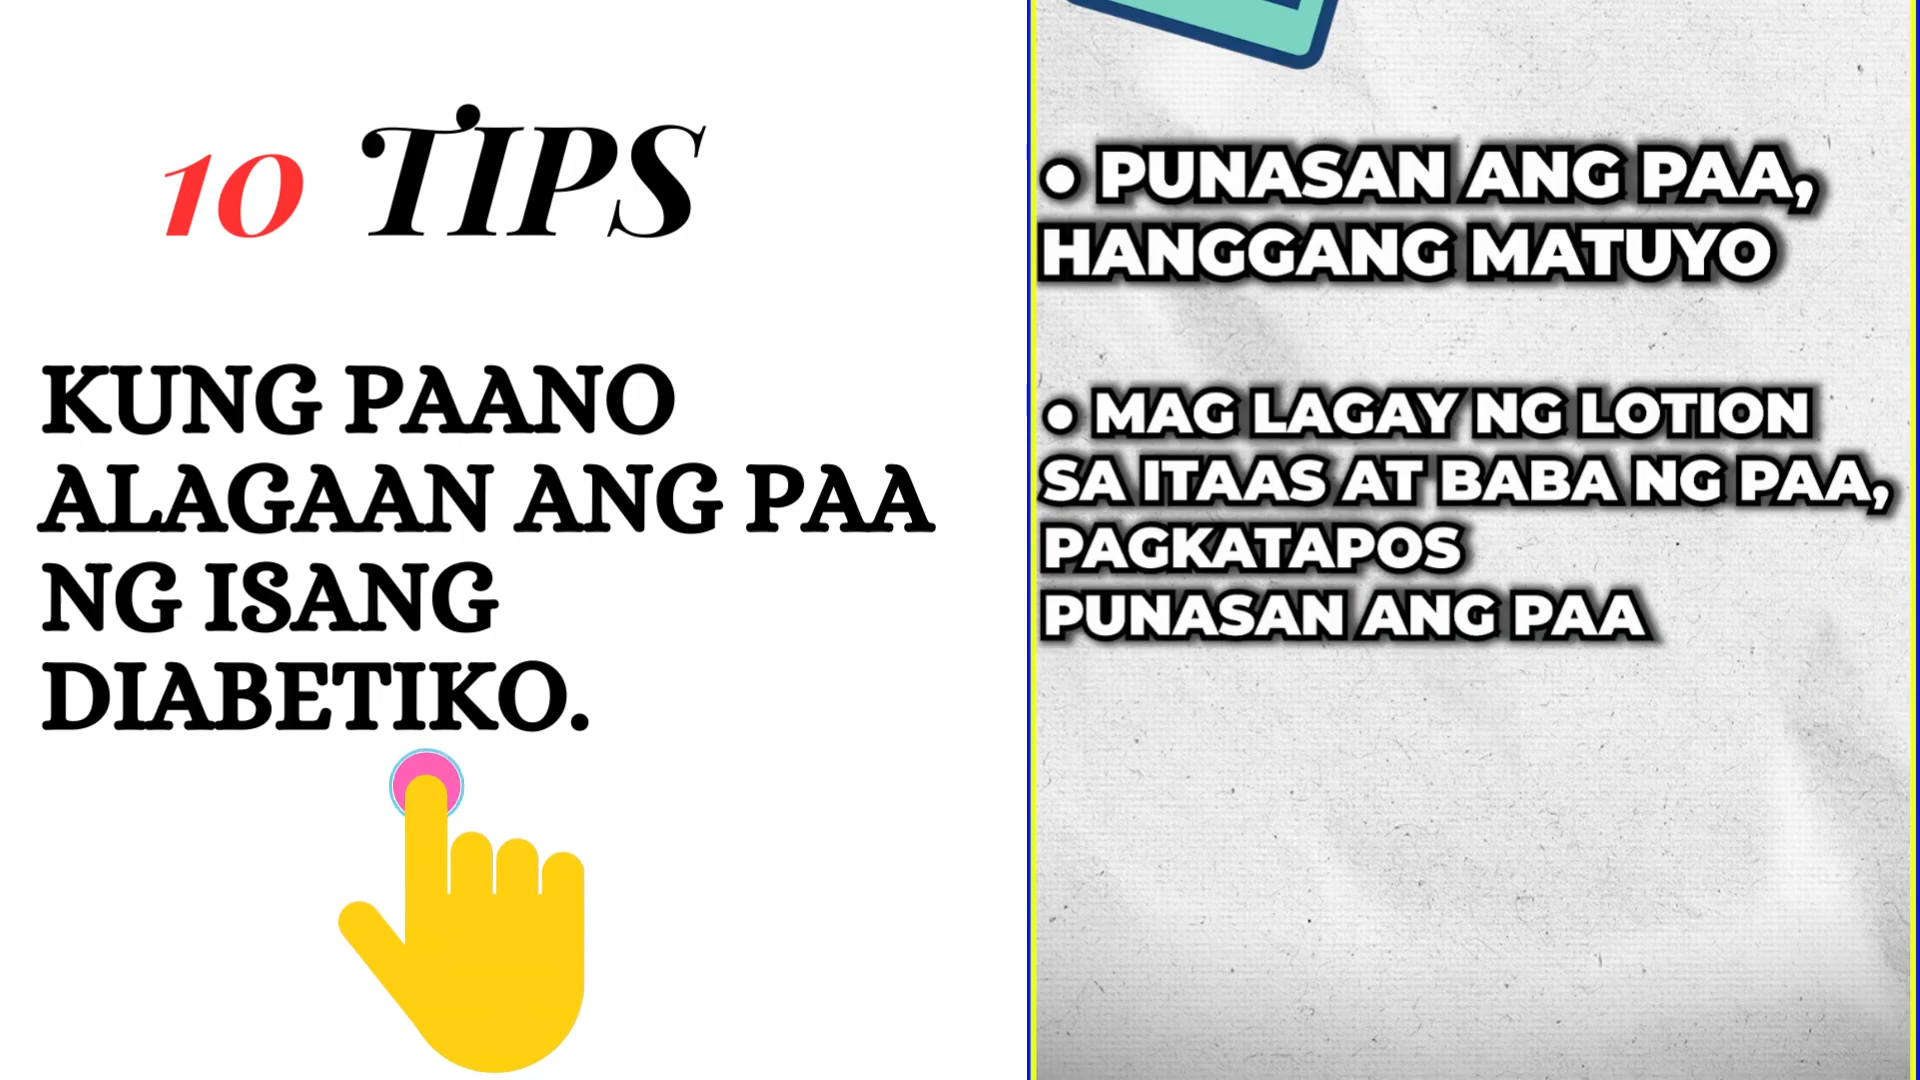 10 TIPS
KUNG PAANO
ALAGAAN ANG PAA
NG ISANG
DIABETIKO.
• PUNASAN ANG PAA,
HANGGANG MATUYO
• MAG LAGAY NG LOTION
SA ITAAS AT BABA NG PAA,
PAGKATAPOS
PUNASAN ANG PAA